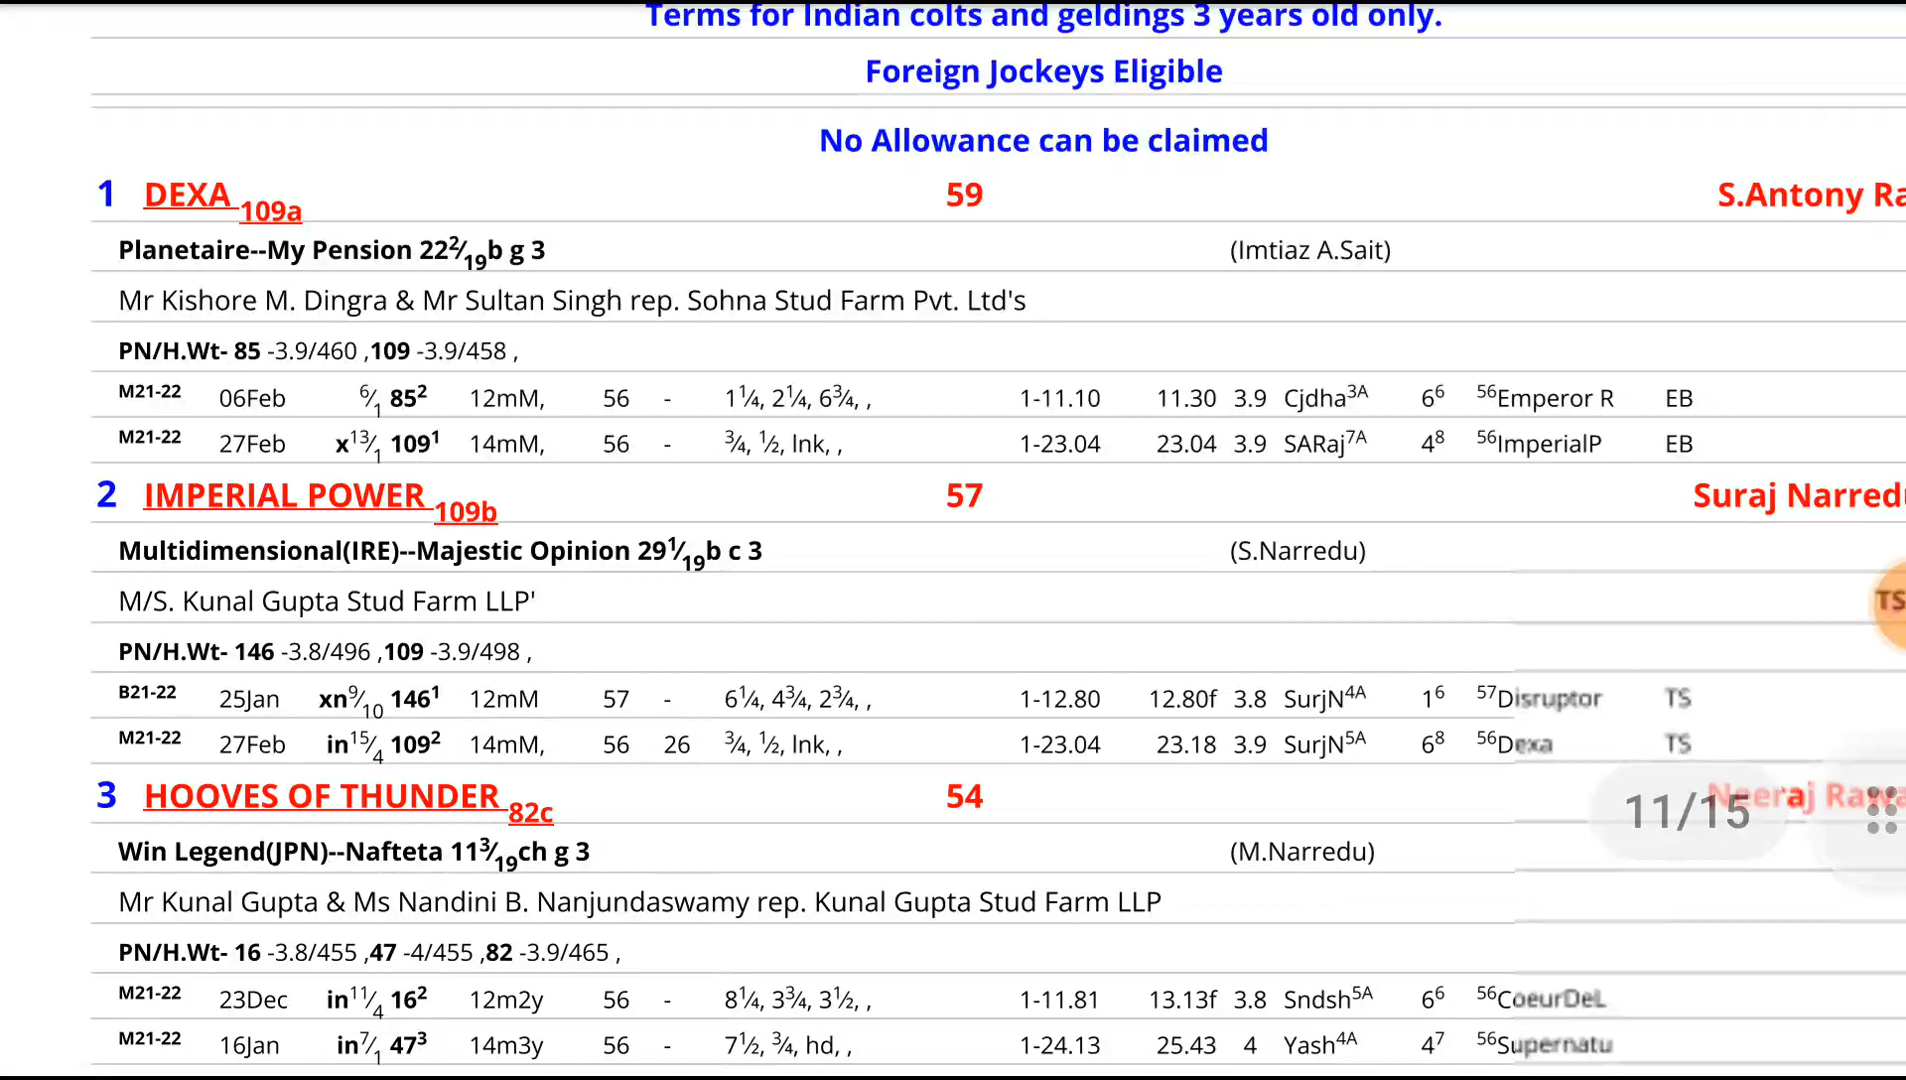 Terms for Indian colts and geldings 3 years old only.
Foreign Jockeys Eligible
No Allowance can be claimed
1 DEXA 109a 59 S.Antony Ra
Planetaire--My Pension 22²⁄₁₉b g 3 (Imtiaz A.Sait)
Mr Kishore M. Dingra & Mr Sultan Singh rep. Sohna Stud Farm Pvt. Ltd's
PN/H.Wt- 85 -3.9/460 ,109 -3.9/458 ,
M21-22 06Feb ⁶⁄₁ 85² 12mM, 56 - 1¼, 2¼, 6¾, , 1-11.10 11.30 3.9 Cjdha³ᴬ 6⁶ ⁵⁶Emperor R EB
M21-22 27Feb x¹³⁄₁ 109¹ 14mM, 56 - ¾, ½, lnk, , 1-23.04 23.04 3.9 SARaj⁷ᴬ 4⁸ ⁵⁶ImperialP EB
2 IMPERIAL POWER 109b 57 Suraj Narredu
Multidimensional(IRE)--Majestic Opinion 29¹⁄₁₉b c 3 (S.Narredu)
M/S. Kunal Gupta Stud Farm LLP'
PN/H.Wt- 146 -3.8/496 ,109 -3.9/498 ,
B21-22 25Jan xn⁹⁄₁₀ 146¹ 12mM 57 - 6¼, 4¾, 2¾, , 1-12.80 12.80f 3.8 SurjN⁴ᴬ 1⁶ ⁵⁷Disruptor TS
M21-22 27Feb in¹⁵⁄₄ 109² 14mM, 56 26 ¾, ½, lnk, , 1-23.04 23.18 3.9 SurjN⁵ᴬ 6⁸ ⁵⁶Dexa TS
TS
3 HOOVES OF THUNDER 82c 54 Neeraj Rawa
11/15
Win Legend(JPN)--Nafteta 11³⁄₁₉ch g 3 (M.Narredu)
Mr Kunal Gupta & Ms Nandini B. Nanjundaswamy rep. Kunal Gupta Stud Farm LLP
PN/H.Wt- 16 -3.8/455 ,47 -4/455 ,82 -3.9/465 ,
M21-22 23Dec in¹¹⁄₄ 16² 12m2y 56 - 8¼, 3¾, 3½, , 1-11.81 13.13f 3.8 Sndsh⁵ᴬ 6⁶ ⁵⁶CoeurDeL
M21-22 16Jan in⁷⁄₁ 47³ 14m3y 56 - 7½, ¾, hd, , 1-24.13 25.43 4 Yash⁴ᴬ 4⁷ ⁵⁶Supernatu